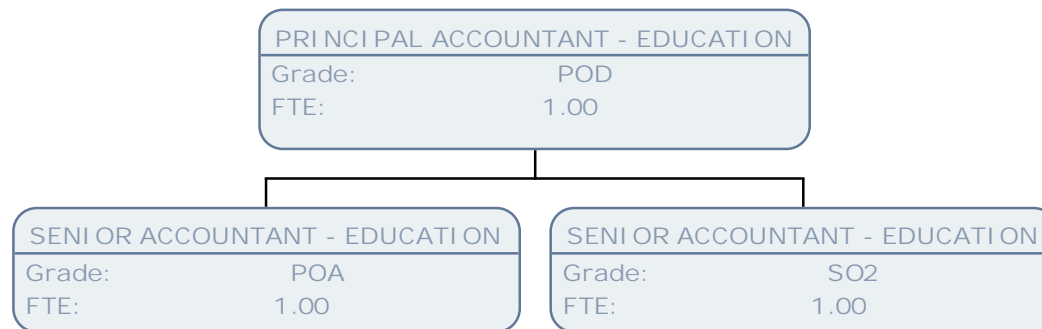 PRINCIPAL ACCOUNTANT - EDUCATION
Grade: POD
FTE: 1.00
SENIOR ACCOUNTANT - EDUCATION
Grade: POA
FTE: 1.00
SENIOR ACCOUNTANT - EDUCATION
Grade: SO2
FTE: 1.00